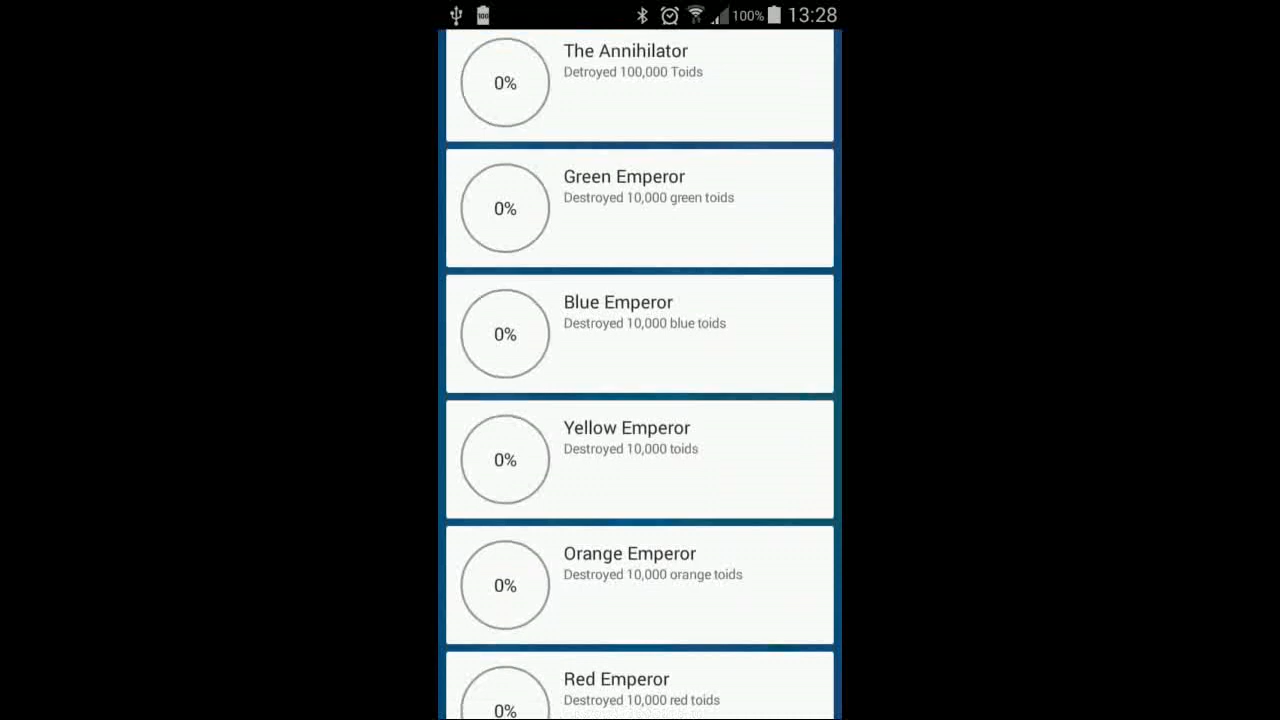 100
100% 13:28
The Annihilator
Detroyed 100,000 Toids
0%
Green Emperor
Destroyed 10,000 green toids
0%
Blue Emperor
Destroyed 10,000 blue toids
0%
Yellow Emperor
Destroyed 10,000 toids
0%
Orange Emperor
Destroyed 10,000 orange toids
0%
Red Emperor
Destroyed 10,000 red toids
0%